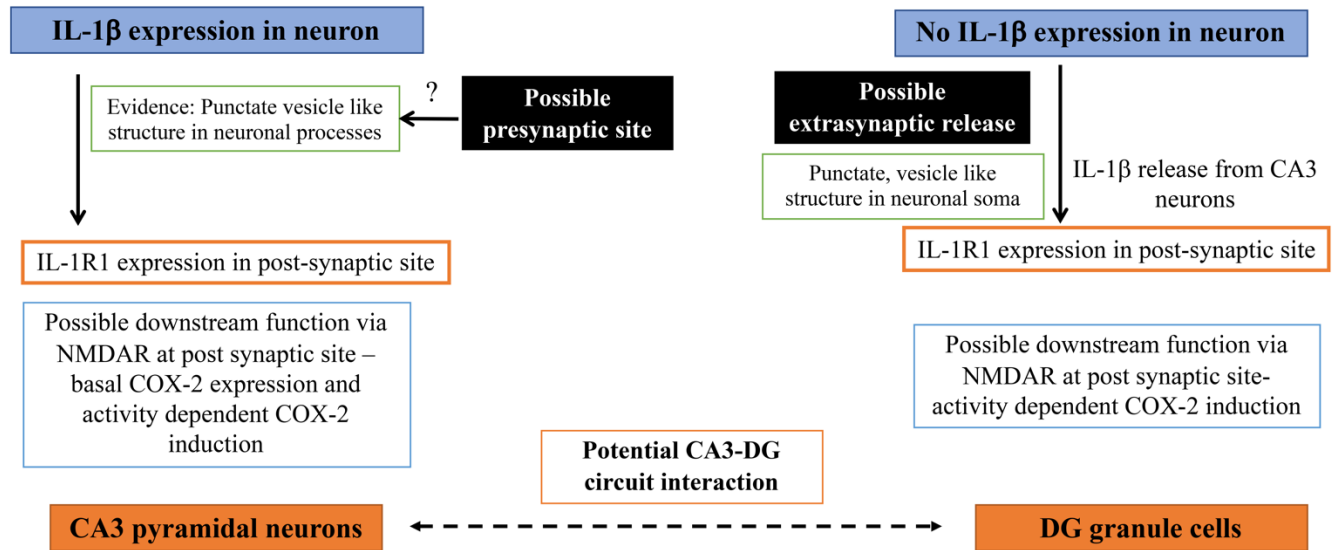 IL-1β expression in neuron
Evidence: Punctate vesicle like
structure in neuronal processes
?
Possible
presynaptic site
IL-1R1 expression in post-synaptic site
Possible downstream function via
NMDAR at post synaptic site –
basal COX-2 expression and
activity dependent COX-2
induction
CA3 pyramidal neurons
No IL-1β expression in neuron
Possible
extrasynaptic release
Punctate, vesicle like
structure in neuronal soma
IL-1β release from CA3
neurons
IL-1R1 expression in post-synaptic site
Possible downstream function via
NMDAR at post synaptic site-
activity dependent COX-2 induction
Potential CA3-DG
circuit interaction
DG granule cells